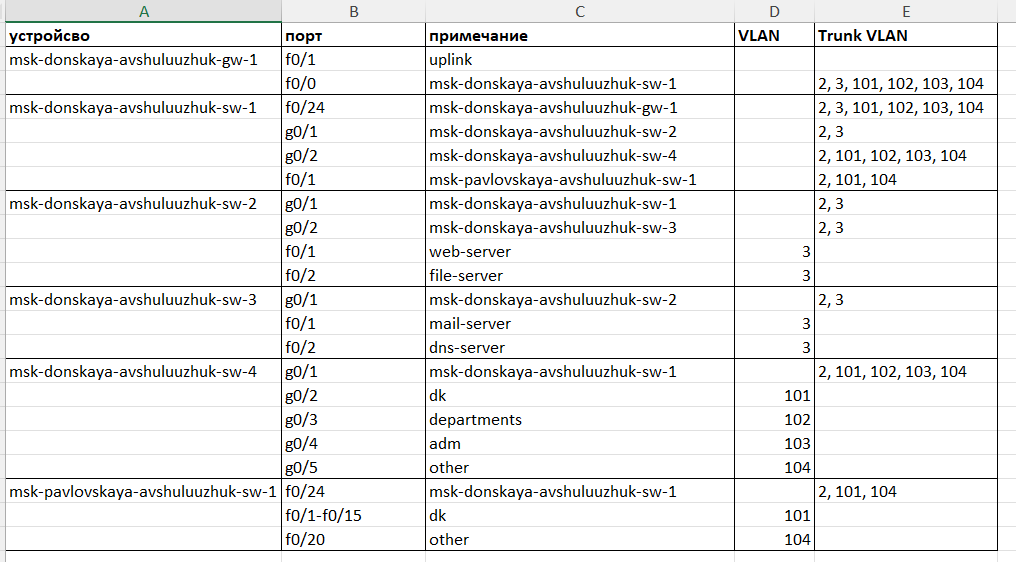 A B C D E
устройсво порт примечание VLAN Trunk VLAN
msk-donskaya-avshuluuzhuk-gw-1 f0/1 uplink
f0/0 msk-donskaya-avshuluuzhuk-sw-1 2, 3, 101, 102, 103, 104
msk-donskaya-avshuluuzhuk-sw-1 f0/24 msk-donskaya-avshuluuzhuk-gw-1 2, 3, 101, 102, 103, 104
g0/1 msk-donskaya-avshuluuzhuk-sw-2 2, 3
g0/2 msk-donskaya-avshuluuzhuk-sw-4 2, 101, 102, 103, 104
f0/1 msk-pavlovskaya-avshuluuzhuk-sw-1 2, 101, 104
msk-donskaya-avshuluuzhuk-sw-2 g0/1 msk-donskaya-avshuluuzhuk-sw-1 2, 3
g0/2 msk-donskaya-avshuluuzhuk-sw-3 2, 3
f0/1 web-server 3
f0/2 file-server 3
msk-donskaya-avshuluuzhuk-sw-3 g0/1 msk-donskaya-avshuluuzhuk-sw-2 2, 3
f0/1 mail-server 3
f0/2 dns-server 3
msk-donskaya-avshuluuzhuk-sw-4 g0/1 msk-donskaya-avshuluuzhuk-sw-1 2, 101, 102, 103, 104
g0/2 dk 101
g0/3 departments 102
g0/4 adm 103
g0/5 other 104
msk-pavlovskaya-avshuluuzhuk-sw-1 f0/24 msk-donskaya-avshuluuzhuk-sw-1 2, 101, 104
f0/1-f0/15 dk 101
f0/20 other 104